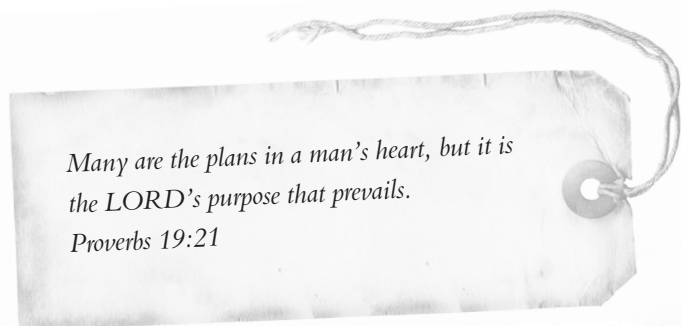 Many are the plans in a man's heart, but it is
the LORD's purpose that prevails.
Proverbs 19:21